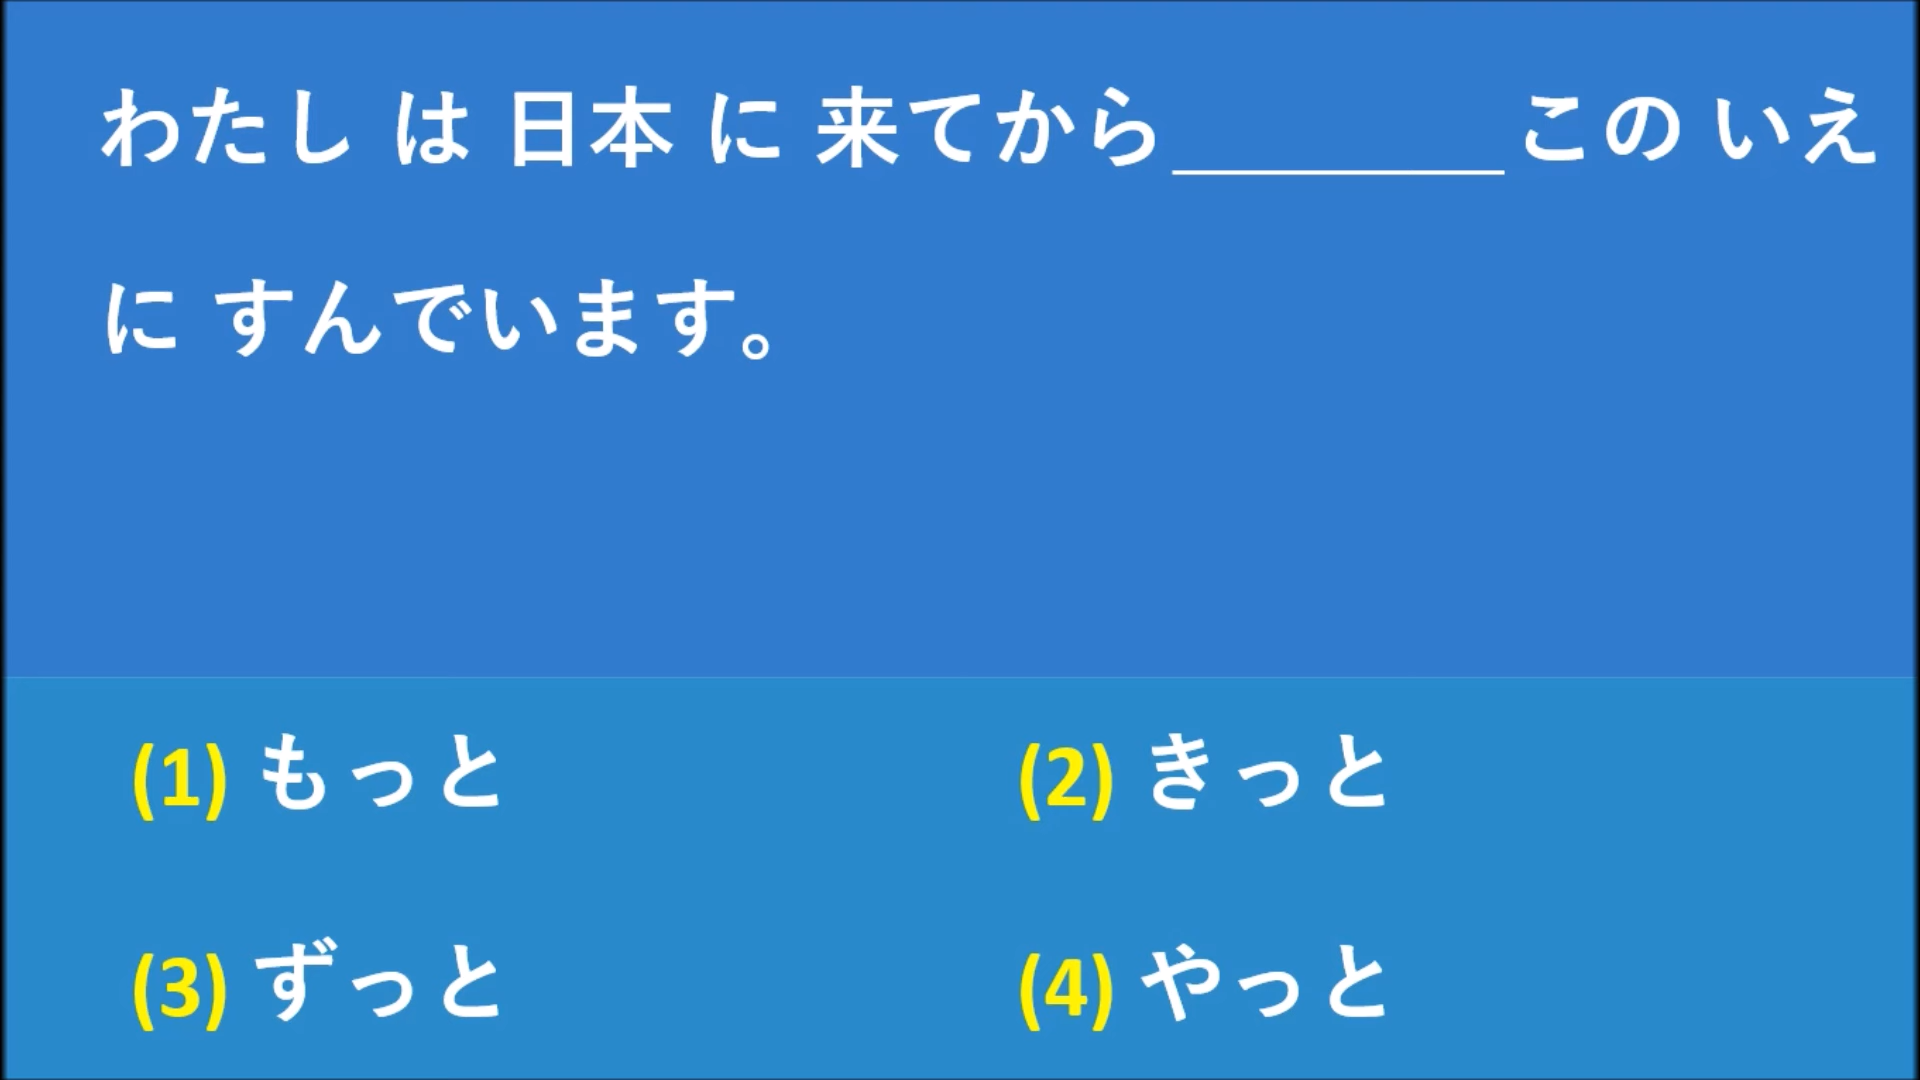 わたし は 日本 に 来てから________この いえ
に すんでいます。
(1) もっと
(2) きっと
(3) ずっと
(4) やっと